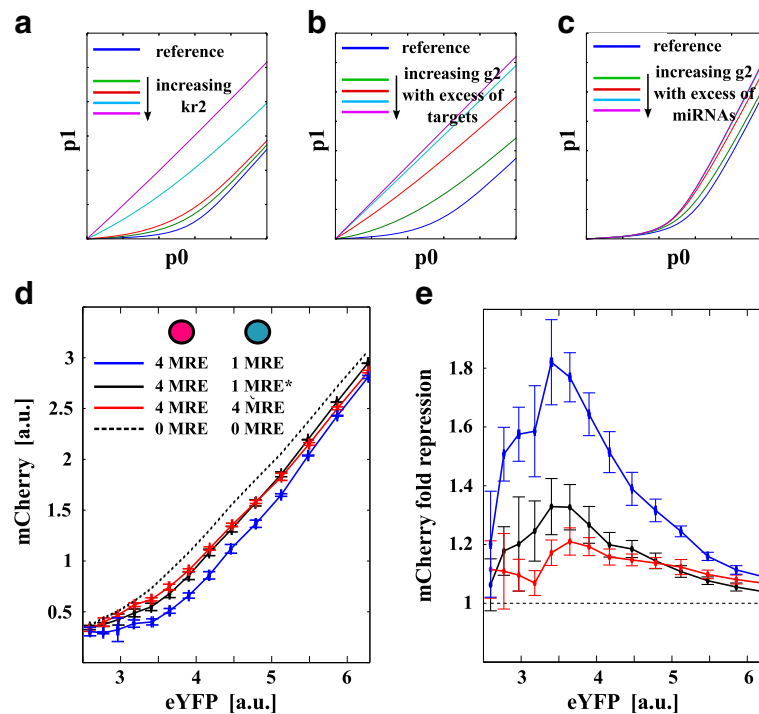 a
reference
increasing
kr2
p1
p0
b
reference
increasing g2
with excess of
targets
p1
p0
c
reference
increasing g2
with excess of
miRNAs
p1
p0
d
4 MRE 1 MRE
4 MRE 1 MRE*
4 MRE 4 MRE
0 MRE 0 MRE
3
2.5
2
1.5
1
0.5
mCherry [a.u.]
3 4 5 6
eYFP [a.u.]
e
1.8
1.6
1.4
1.2
1
mCherry fold repression
3 4 5 6
eYFP [a.u.]